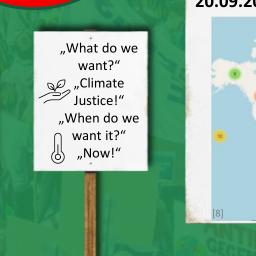 20.09.20
„What do we
want?“
„Climate
Justice!“
„When do we
want it?“
„Now!“
[8]